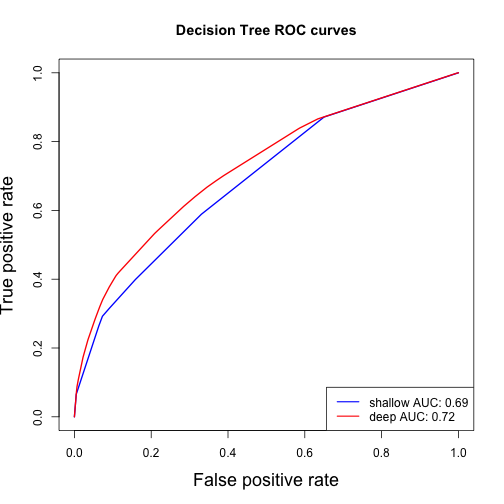 Decision Tree ROC curves
True positive rate
1.0
0.8
0.6
0.4
0.2
0.0
shallow AUC: 0.69
deep AUC: 0.72
0.0 0.2 0.4 0.6 0.8 1.0
False positive rate